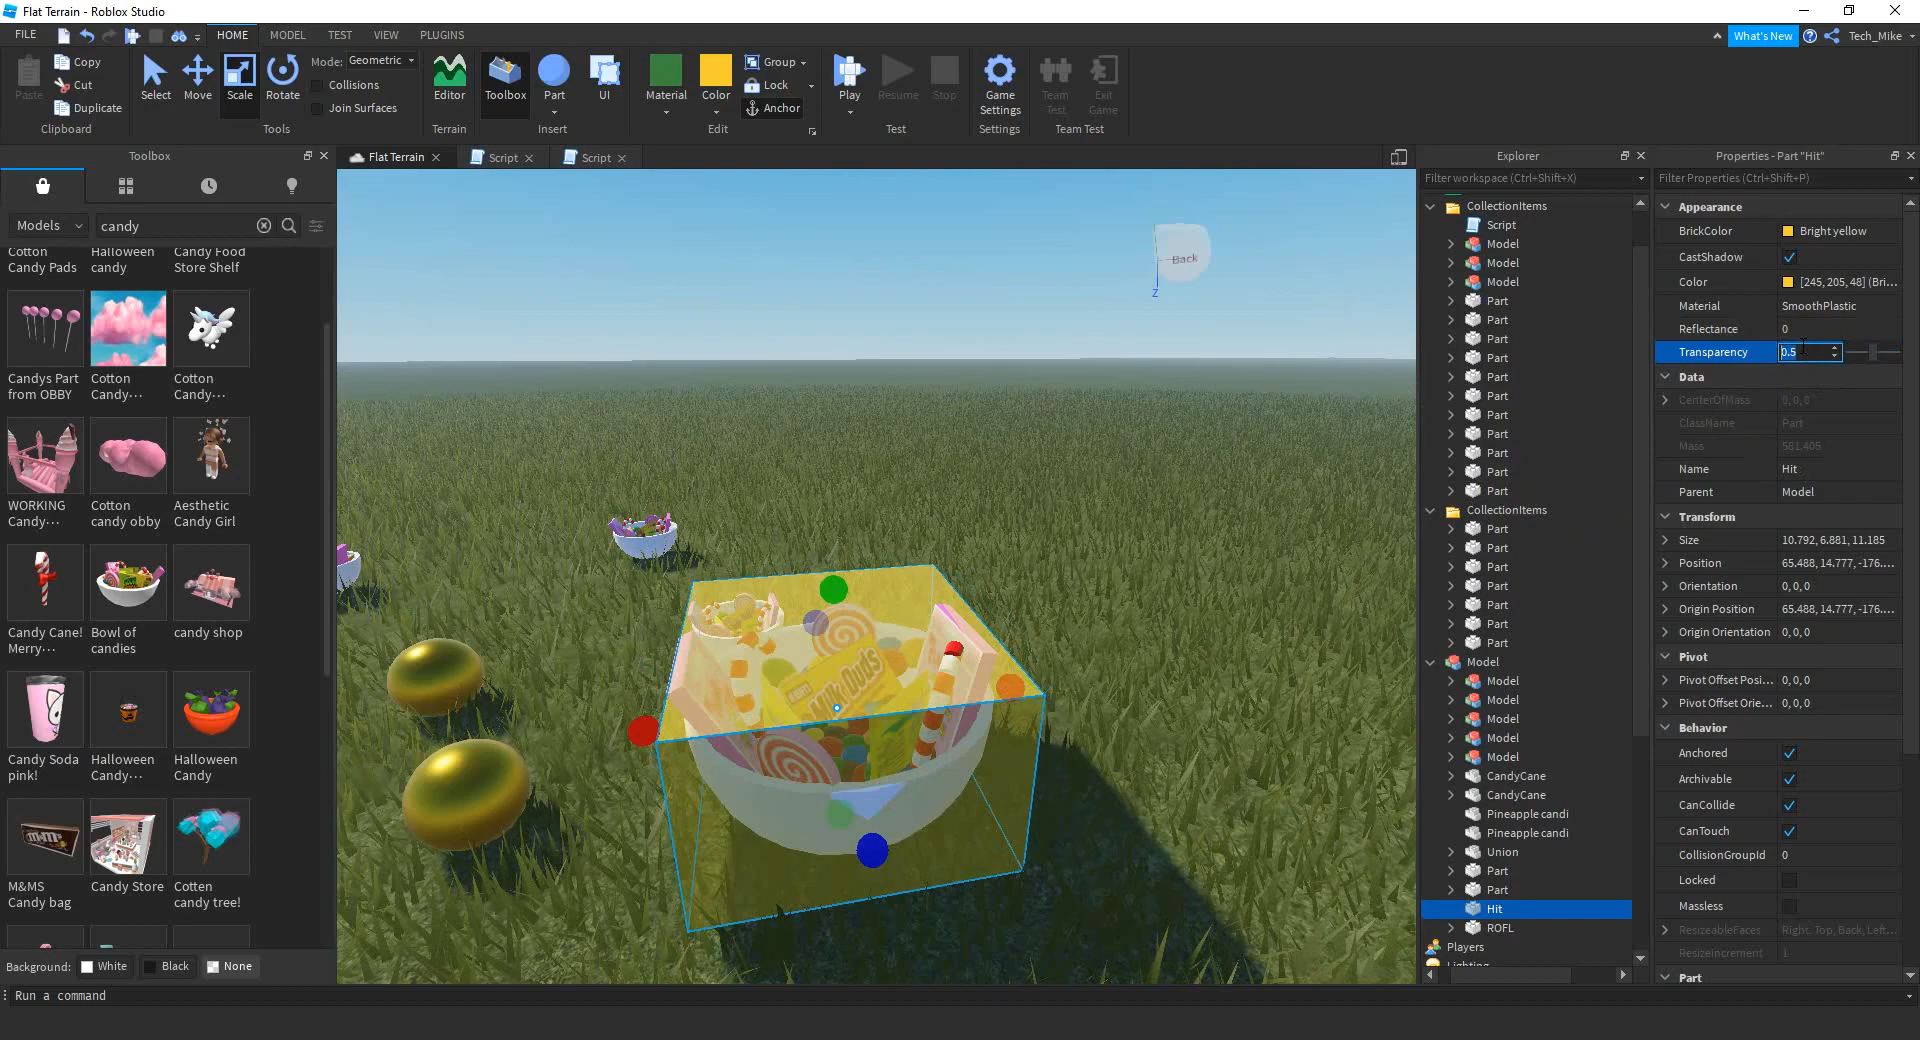 Flat Terrain - Roblox Studio
FILE
HOME
MODEL
TEST
VIEW
PLUGINS
What's New
Tech_Mike
Paste
Copy
Cut
Duplicate
Clipboard
Select
Move
Scale
Rotate
Mode: Geometric
Collisions
Join Surfaces
Tools
Editor
Terrain
Toolbox
Part
UI
Insert
Material
Color
Group
Lock
Anchor
Edit
Play
Resume
Stop
Test
Game
Settings
Settings
Team
Test
Exit
Game
Team Test
Toolbox
Models
candy
Cotton
Candy Pads
Halloween
candy
Candy Food
Store Shelf
Candys Part
from OBBY
Cotton
Candy···
Cotton
Candy···
WORKING
Candy···
Cotton
candy obby
Aesthetic
Candy Girl
Candy Cane!
Merry···
Bowl of
candies
candy shop
Candy Soda
pink!
Halloween
Candy···
Halloween
Candy
M&MS
Candy bag
Candy Store
Cotten
candy tree!
Background:
White
Black
None
Run a command
Flat Terrain
Script
Script
Back
Z
Milk Duds
Explorer
Filter workspace (Ctrl+Shift+X)
CollectionItems
Script
Model
Model
Model
Part
Part
Part
Part
Part
Part
Part
Part
Part
Part
Part
CollectionItems
Part
Part
Part
Part
Part
Part
Part
Model
Model
Model
Model
Model
Model
CandyCane
CandyCane
Pineapple candi
Pineapple candi
Union
Part
Part
Hit
ROFL
Players
Lighting
Properties - Part "Hit"
Filter Properties (Ctrl+Shift+P)
Appearance
BrickColor Bright yellow
CastShadow
Color [245, 205, 48] (Bri...
Material SmoothPlastic
Reflectance 0
Transparency 0.5
Data
CenterOfMass 0, 0, 0
ClassName Part
Mass 581.405
Name Hit
Parent Model
Transform
Size 10.792, 6.881, 11.185
Position 65.488, 14.777, -176....
Orientation 0, 0, 0
Origin Position 65.488, 14.777, -176....
Origin Orientation 0, 0, 0
Pivot
Pivot Offset Posi... 0, 0, 0
Pivot Offset Orie... 0, 0, 0
Behavior
Anchored
Archivable
CanCollide
CanTouch
CollisionGroupId 0
Locked
Massless
ResizeableFaces Right, Top, Back, Left,...
ResizeIncrement 1
Part